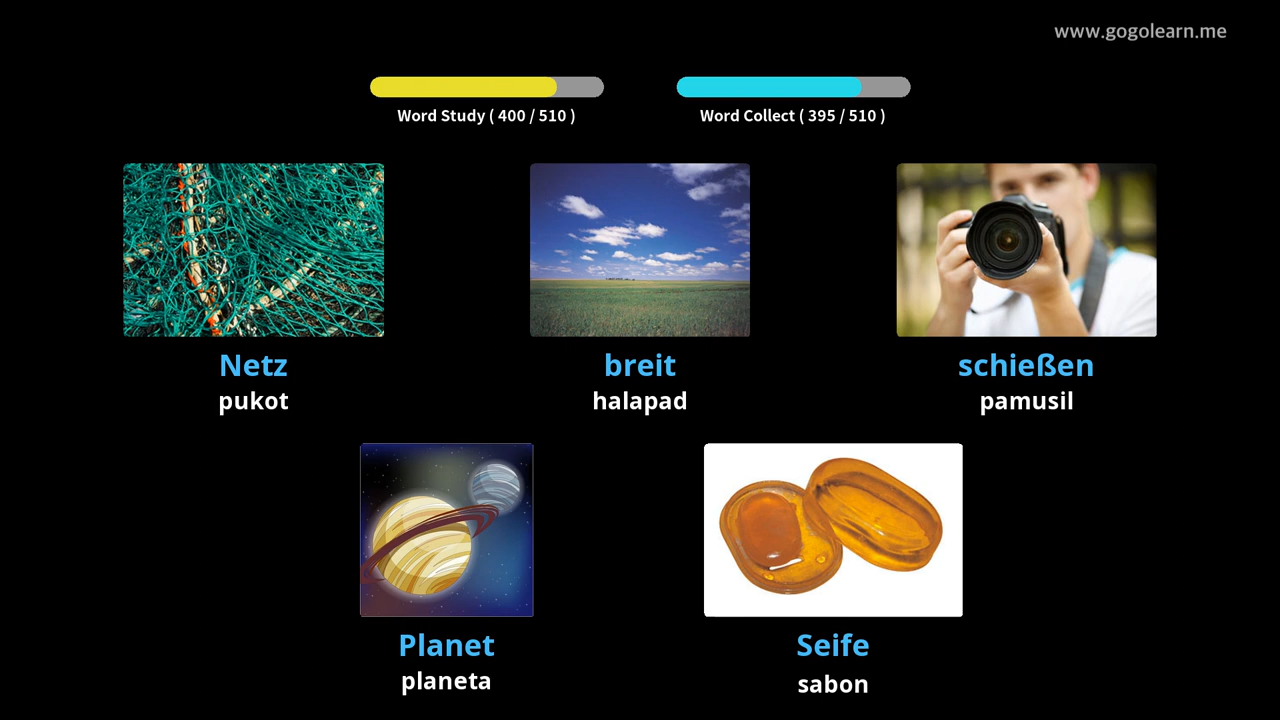 www.gogolearn.me
Word Study ( 400 / 510 )
Word Collect ( 395 / 510 )
Netz
pukot
breit
halapad
schießen
pamusil
Planet
planeta
Seife
sabon